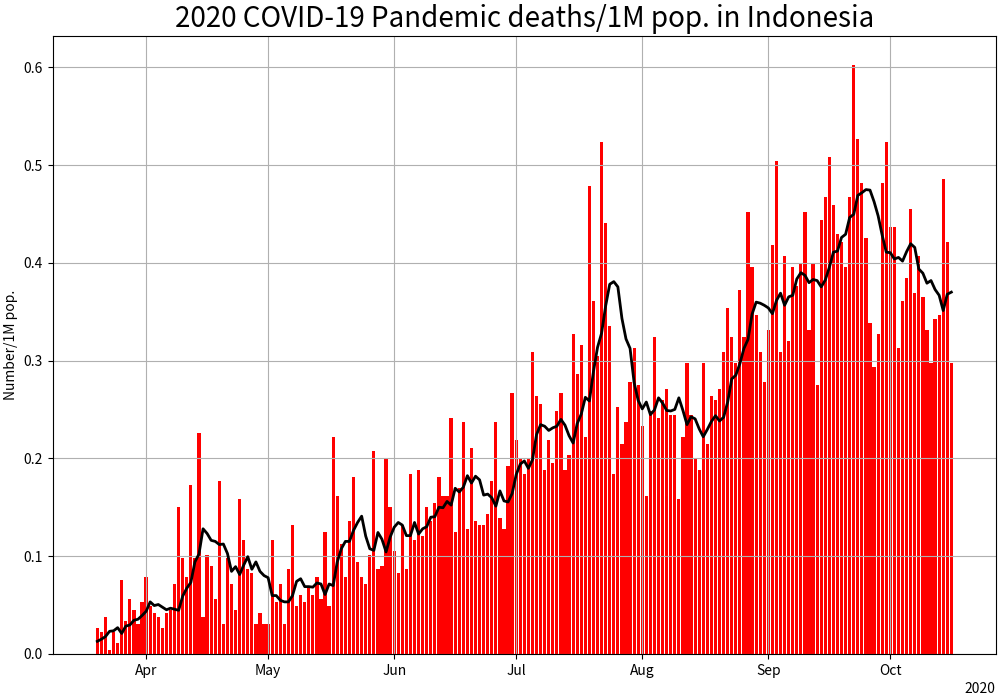 2020 COVID-19 Pandemic deaths/1M pop. in Indonesia
Number/1M pop.
0.6
0.5
0.4
0.3
0.2
0.1
0.0
Apr May Jun Jul Aug Sep Oct
2020